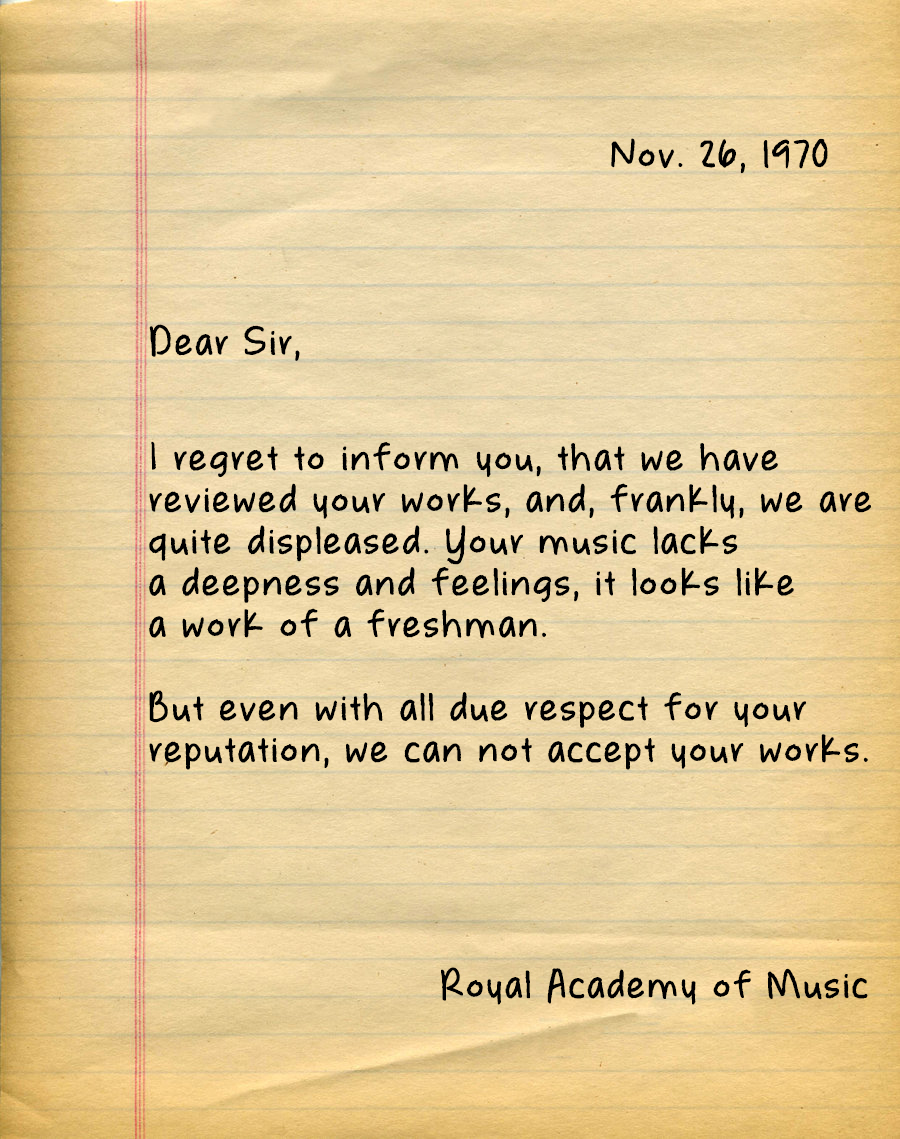 Nov. 26, 1970
Dear Sir,
I regret to inform you, that we have
reviewed your works, and, frankly, we are
quite displeased. Your music lacks
a deepness and feelings, it looks like
a work of a freshman.
But even with all due respect for your
reputation, we can not accept your works.
Royal Academy of Music